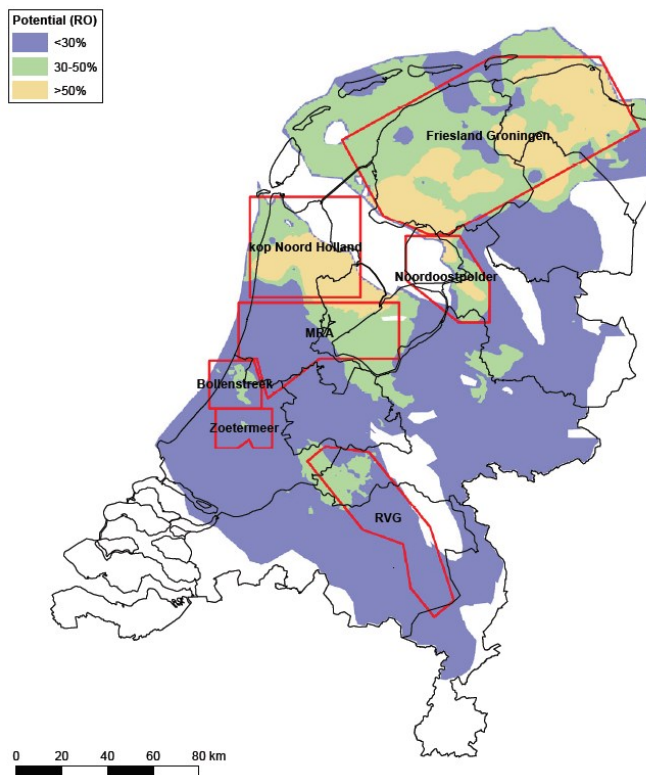 Potential (RO)
<30%
30-50%
>50%
Friesland Groningen
kop Noord Holland
Noordoostpolder
MRA
Bollenstreek
Zoetermeer
RVG
0 20 40 60 80 km